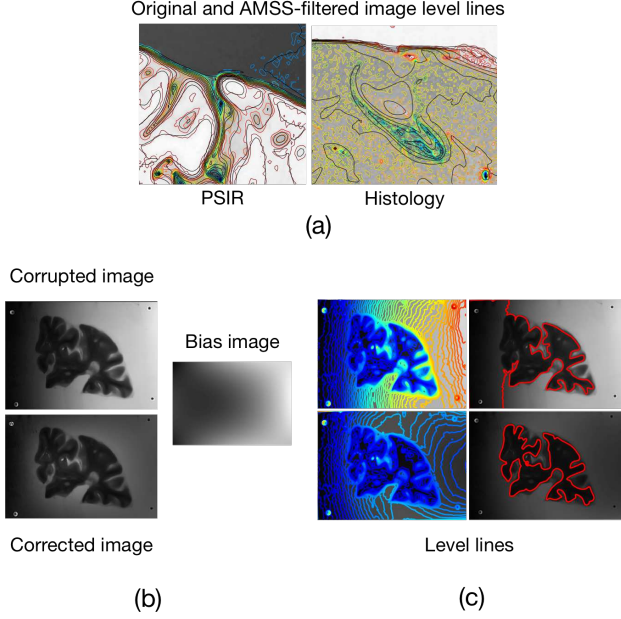 Original and AMSS-filtered image level lines
PSIR
Histology
(a)
Corrupted image
Bias image
Corrected image
Level lines
(b)
(c)